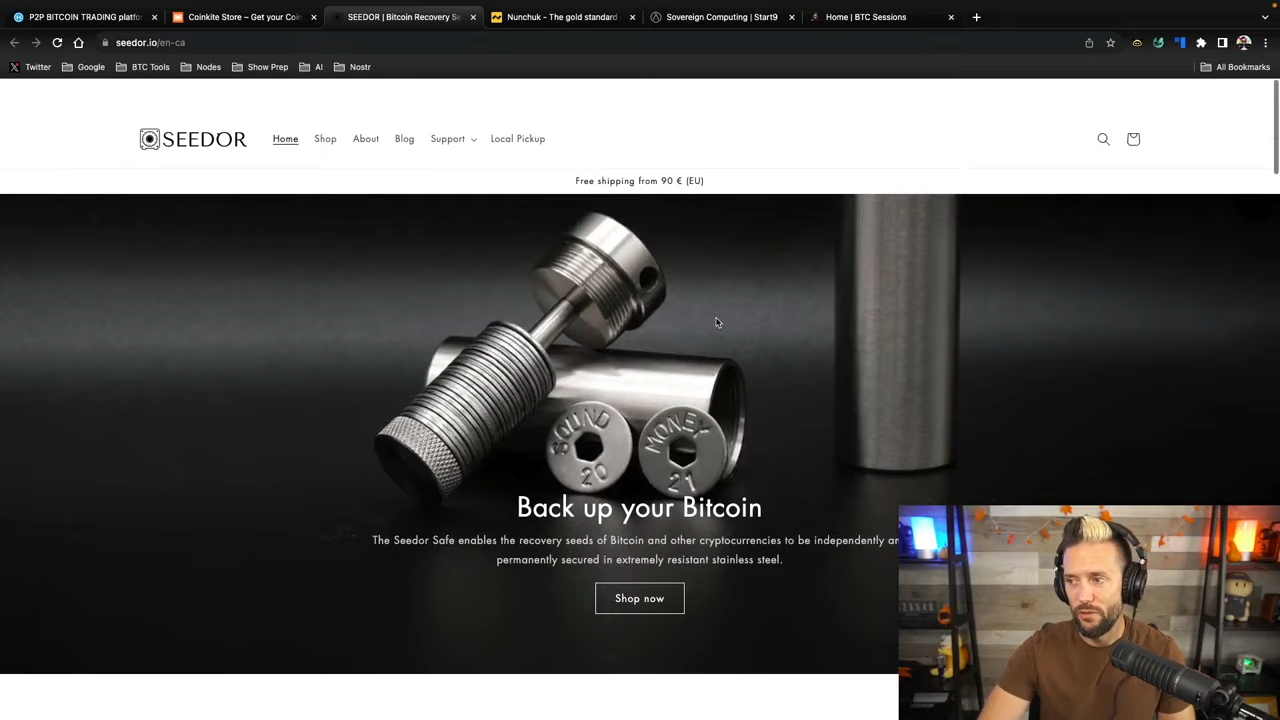 P2P BITCOIN TRADING platfor
Coinkite Store – Get your Coin
SEEDOR | Bitcoin Recovery Se
Nunchuk - The gold standard
Sovereign Computing | Start9
Home | BTC Sessions
seedor.io/en-ca
Twitter
Google
BTC Tools
Nodes
Show Prep
AI
Nostr
All Bookmarks
SEEDOR
Home
Shop
About
Blog
Support
Local Pickup
Free shipping from 90 € (EU)
SOUND
20
MONEY
21
Back up your Bitcoin
The Seedor Safe enables the recovery seeds of Bitcoin and other cryptocurrencies to be independently an
permanently secured in extremely resistant stainless steel.
Shop now